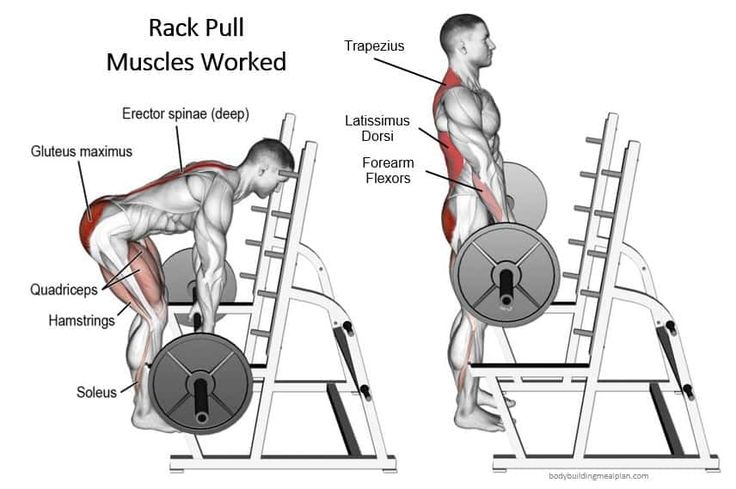 Rack Pull
Muscles Worked
Erector spinae (deep)
Gluteus maximus
Quadriceps
Hamstrings
Soleus
Trapezius
Latissimus
Dorsi
Forearm
Flexors
bodybuildingmealplan.com